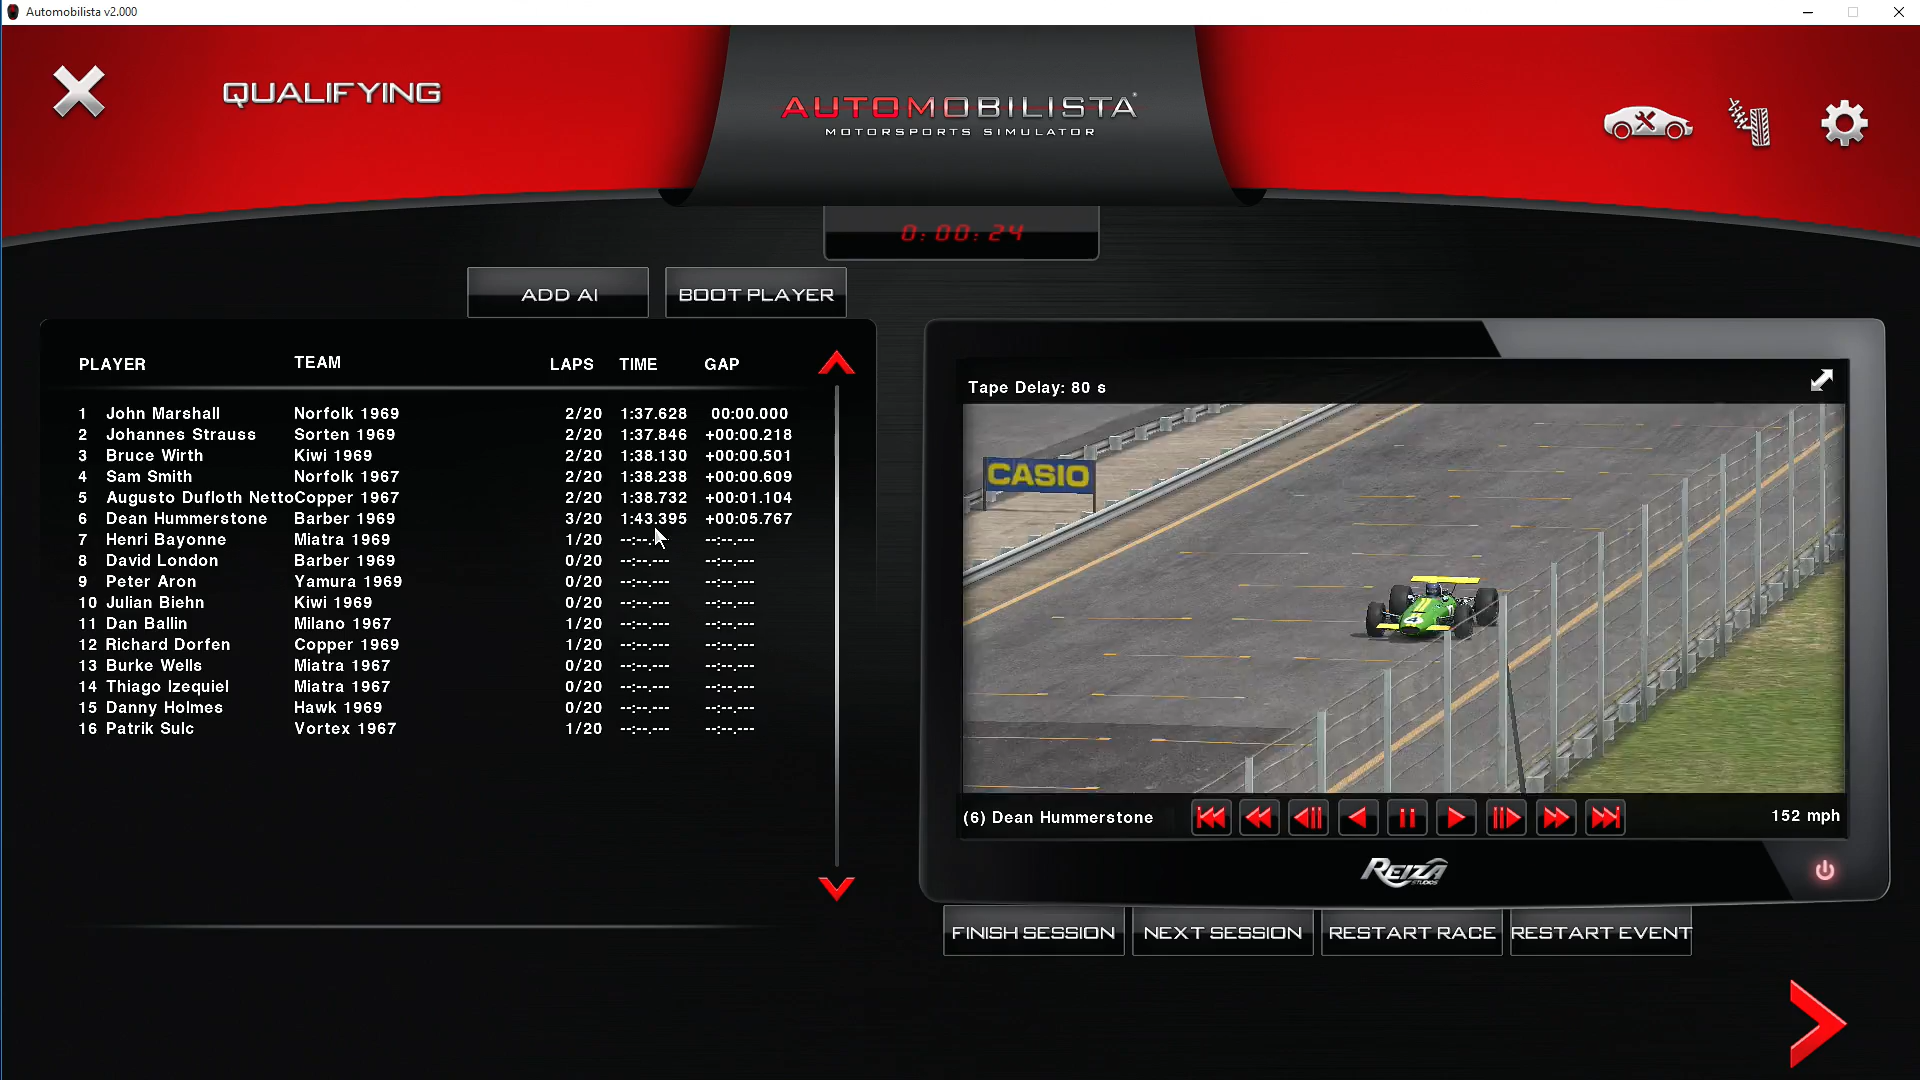 Automobilista v2.000
QUALIFYING
AUTOMOBILISTA
MOTORSPORTS SIMULATOR
0:00:24
ADD AI
BOOT PLAYER
PLAYER TEAM LAPS TIME GAP
1 John Marshall Norfolk 1969 2/20 1:37.628 00:00.000
2 Johannes Strauss Sorten 1969 2/20 1:37.846 +00:00.218
3 Bruce Wirth Kiwi 1969 2/20 1:38.130 +00:00.501
4 Sam Smith Norfolk 1967 2/20 1:38.238 +00:00.609
5 Augusto Dufloth Netto Copper 1967 2/20 1:38.732 +00:01.104
6 Dean Hummerstone Barber 1969 3/20 1:43.395 +00:05.767
7 Henri Bayonne Miatra 1969 1/20 --:--.--- --:--.---
8 David London Barber 1969 0/20 --:--.--- --:--.---
9 Peter Aron Yamura 1969 0/20 --:--.--- --:--.---
10 Julian Biehn Kiwi 1969 0/20 --:--.--- --:--.---
11 Dan Ballin Milano 1967 1/20 --:--.--- --:--.---
12 Richard Dorfen Copper 1969 1/20 --:--.--- --:--.---
13 Burke Wells Miatra 1967 0/20 --:--.--- --:--.---
14 Thiago Izequiel Miatra 1967 0/20 --:--.--- --:--.---
15 Danny Holmes Hawk 1969 0/20 --:--.--- --:--.---
16 Patrik Sulc Vortex 1967 1/20 --:--.--- --:--.---
Tape Delay: 80 s
CASIO
4
(6) Dean Hummerstone
152 mph
REIZA
STUDIOS
FINISH SESSION
NEXT SESSION
RESTART RACE
RESTART EVENT